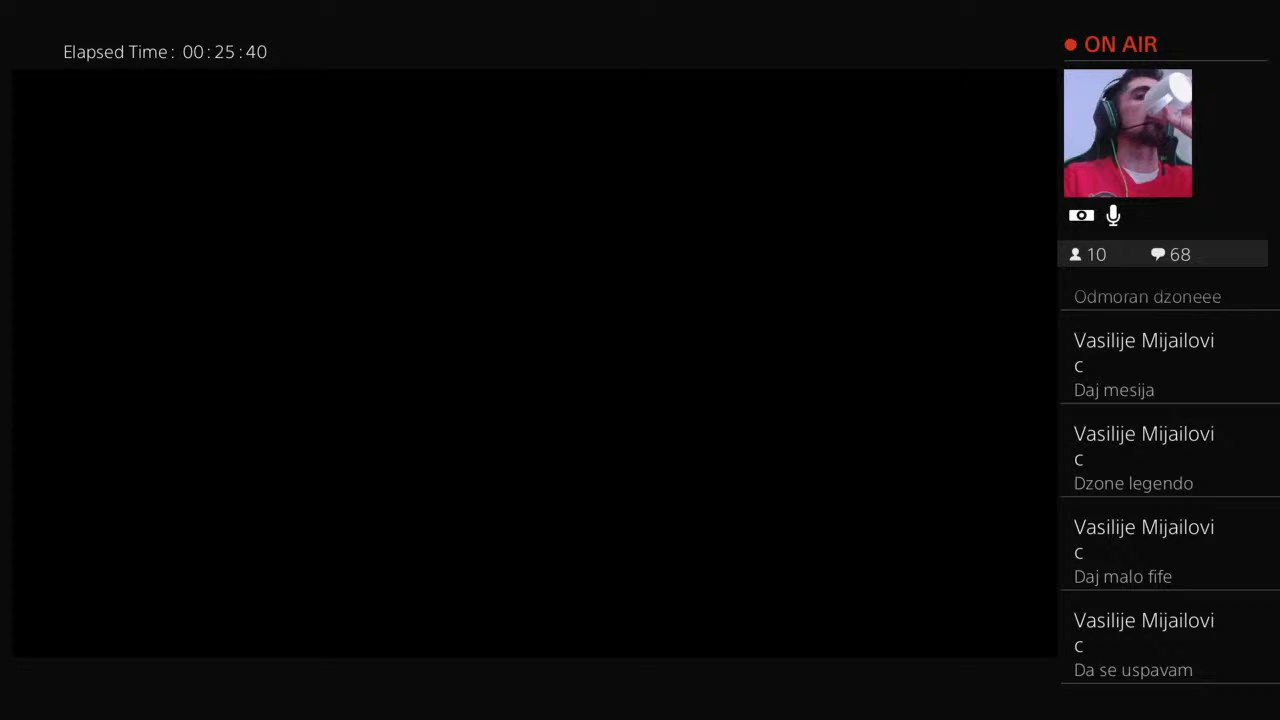 Elapsed Time: 00:25:40
ON AIR
10 68
Odmoran dzoneee
Vasilije Mijailovi
c
Daj mesija
Vasilije Mijailovi
c
Dzone legendo
Vasilije Mijailovi
c
Daj malo fife
Vasilije Mijailovi
c
Da se uspavam